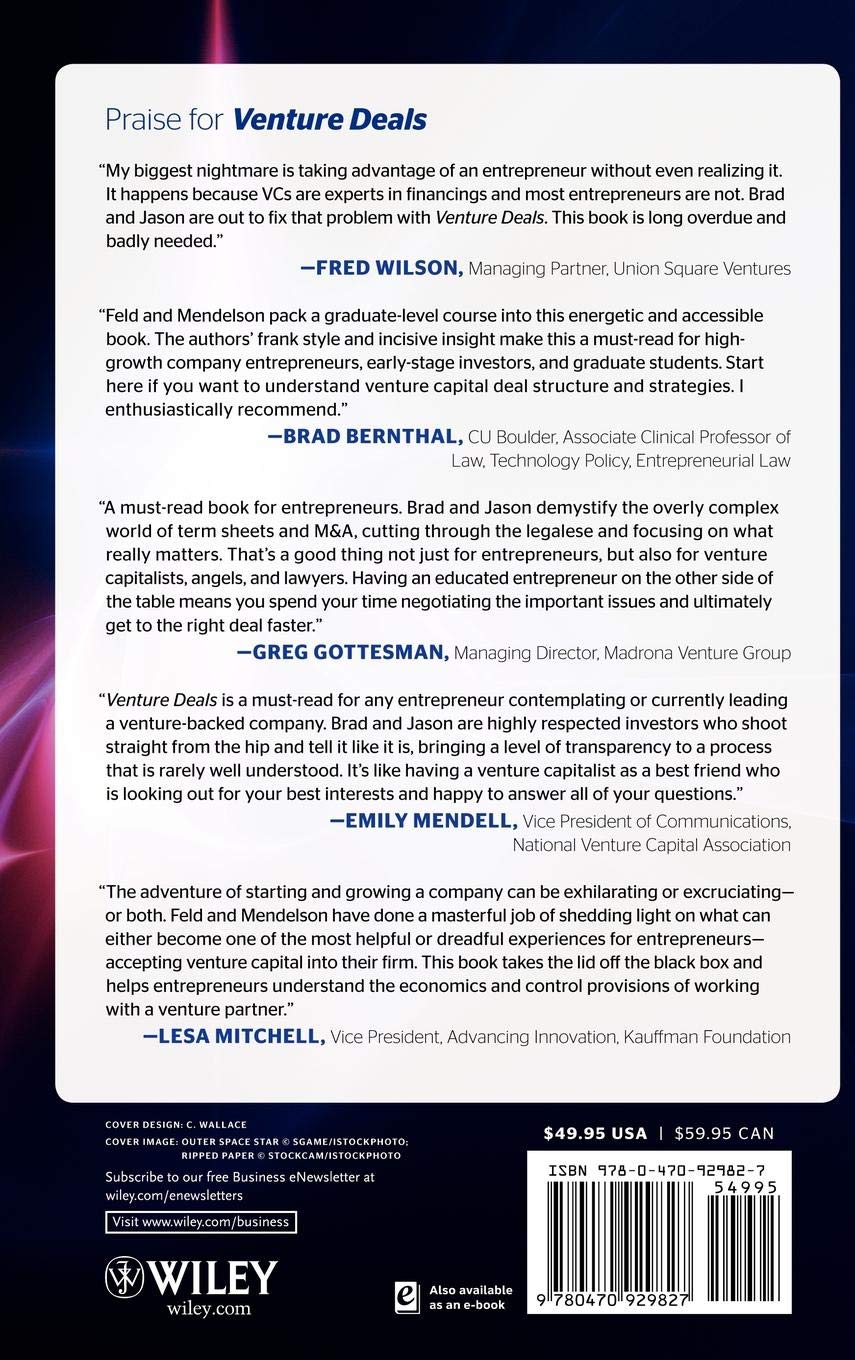 Praise for Venture Deals
“My biggest nightmare is taking advantage of an entrepreneur without even realizing it.
It happens because VCs are experts in financings and most entrepreneurs are not. Brad
and Jason are out to fix that problem with Venture Deals. This book is long overdue and
badly needed.”
—FRED WILSON, Managing Partner, Union Square Ventures
“Feld and Mendelson pack a graduate-level course into this energetic and accessible
book. The authors’ frank style and incisive insight make this a must-read for high-
growth company entrepreneurs, early-stage investors, and graduate students. Start
here if you want to understand venture capital deal structure and strategies. I
enthusiastically recommend.”
—BRAD BERNTHAL, CU Boulder, Associate Clinical Professor of
Law, Technology Policy, Entrepreneurial Law
“A must-read book for entrepreneurs. Brad and Jason demystify the overly complex
world of term sheets and M&A, cutting through the legalese and focusing on what
really matters. That’s a good thing not just for entrepreneurs, but also for venture
capitalists, angels, and lawyers. Having an educated entrepreneur on the other side of
the table means you spend your time negotiating the important issues and ultimately
get to the right deal faster.”
—GREG GOTTESMAN, Managing Director, Madrona Venture Group
“Venture Deals is a must-read for any entrepreneur contemplating or currently leading
a venture-backed company. Brad and Jason are highly respected investors who shoot
straight from the hip and tell it like it is, bringing a level of transparency to a process
that is rarely well understood. It’s like having a venture capitalist as a best friend who
is looking out for your best interests and happy to answer all of your questions.”
—EMILY MENDELL, Vice President of Communications,
National Venture Capital Association
“The adventure of starting and growing a company can be exhilarating or excruciating—
or both. Feld and Mendelson have done a masterful job of shedding light on what can
either become one of the most helpful or dreadful experiences for entrepreneurs—
accepting venture capital into their firm. This book takes the lid off the black box and
helps entrepreneurs understand the economics and control provisions of working
with a venture partner.”
—LESA MITCHELL, Vice President, Advancing Innovation, Kauffman Foundation
COVER DESIGN: C. WALLACE
COVER IMAGE: OUTER SPACE STAR © SGAME/ISTOCKPHOTO;
RIPPED PAPER © STOCKCAM/ISTOCKPHOTO
Subscribe to our free Business eNewsletter at
wiley.com/enewsletters
Visit www.wiley.com/business
WILEY
wiley.com
e Also available
as an e-book
$49.95 USA | $59.95 CAN
ISBN 978-0-470-92982-7
54995
9 780470 929827